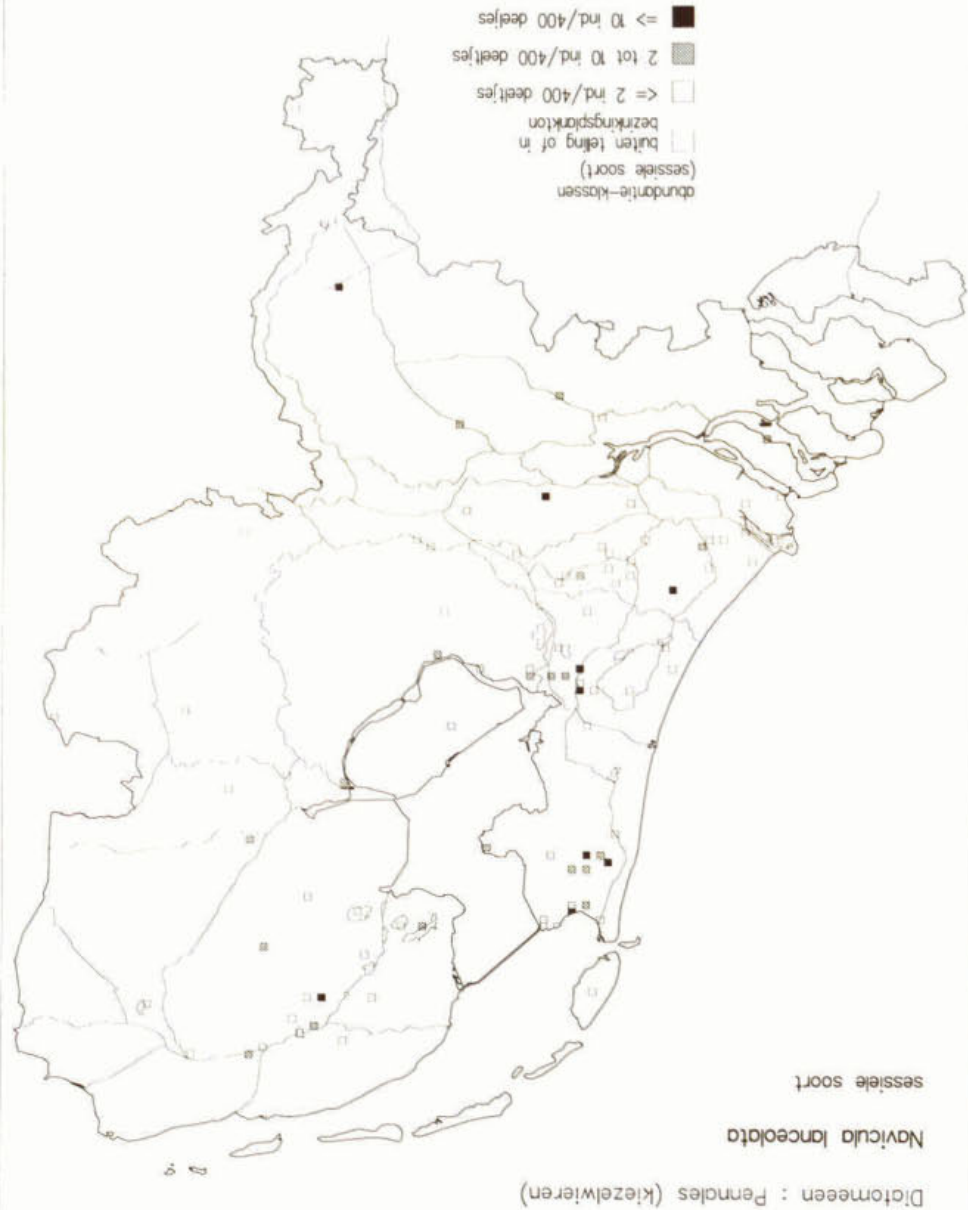 Diatomeeen : Pennales (kiezelwieren)
Navicula lanceolata
sessiele soort
abundantie-klassen
(sessiele soort)
buiten telling of in
bezinkingsplankton
<= 2 ind./400 deeltjes
2 tot 10 ind./400 deeltjes
=> 10 ind./400 deeltjes